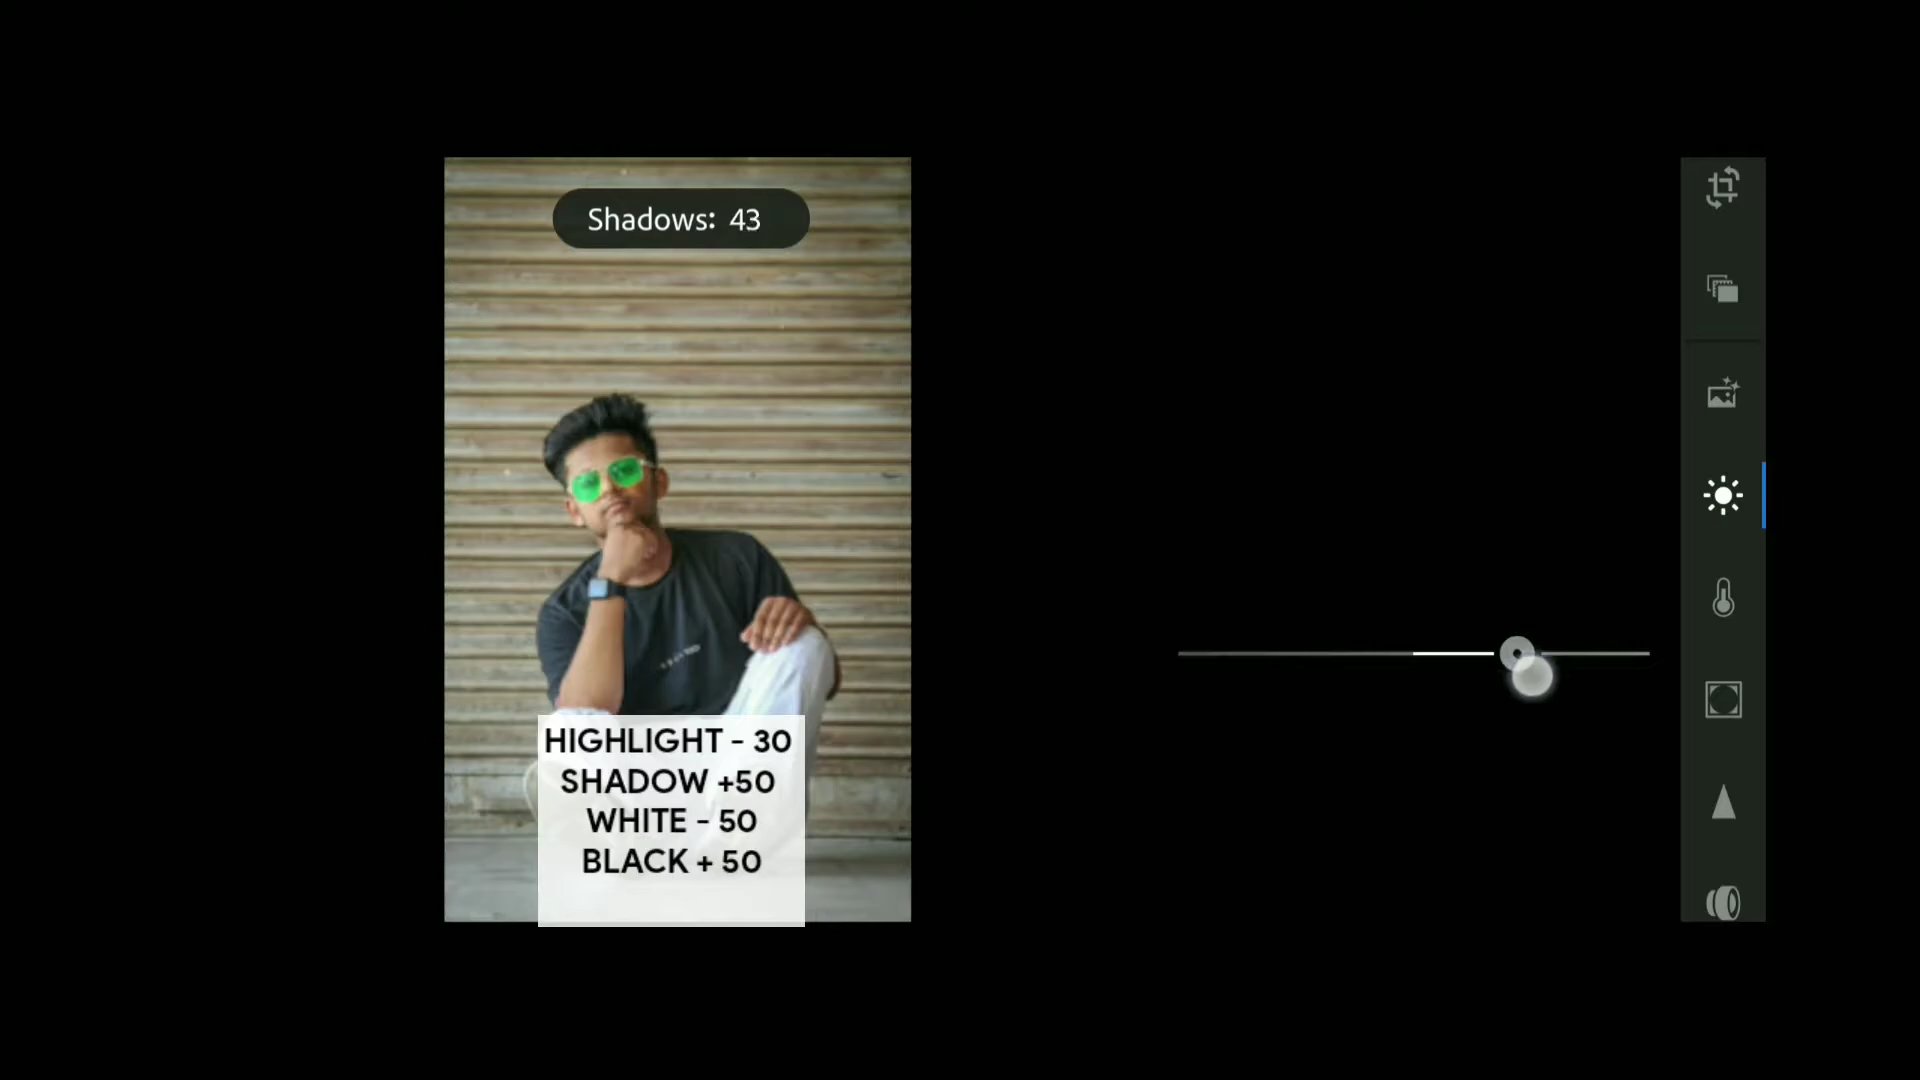 Shadows: 43
HIGHLIGHT - 30
SHADOW +50
WHITE - 50
BLACK + 50